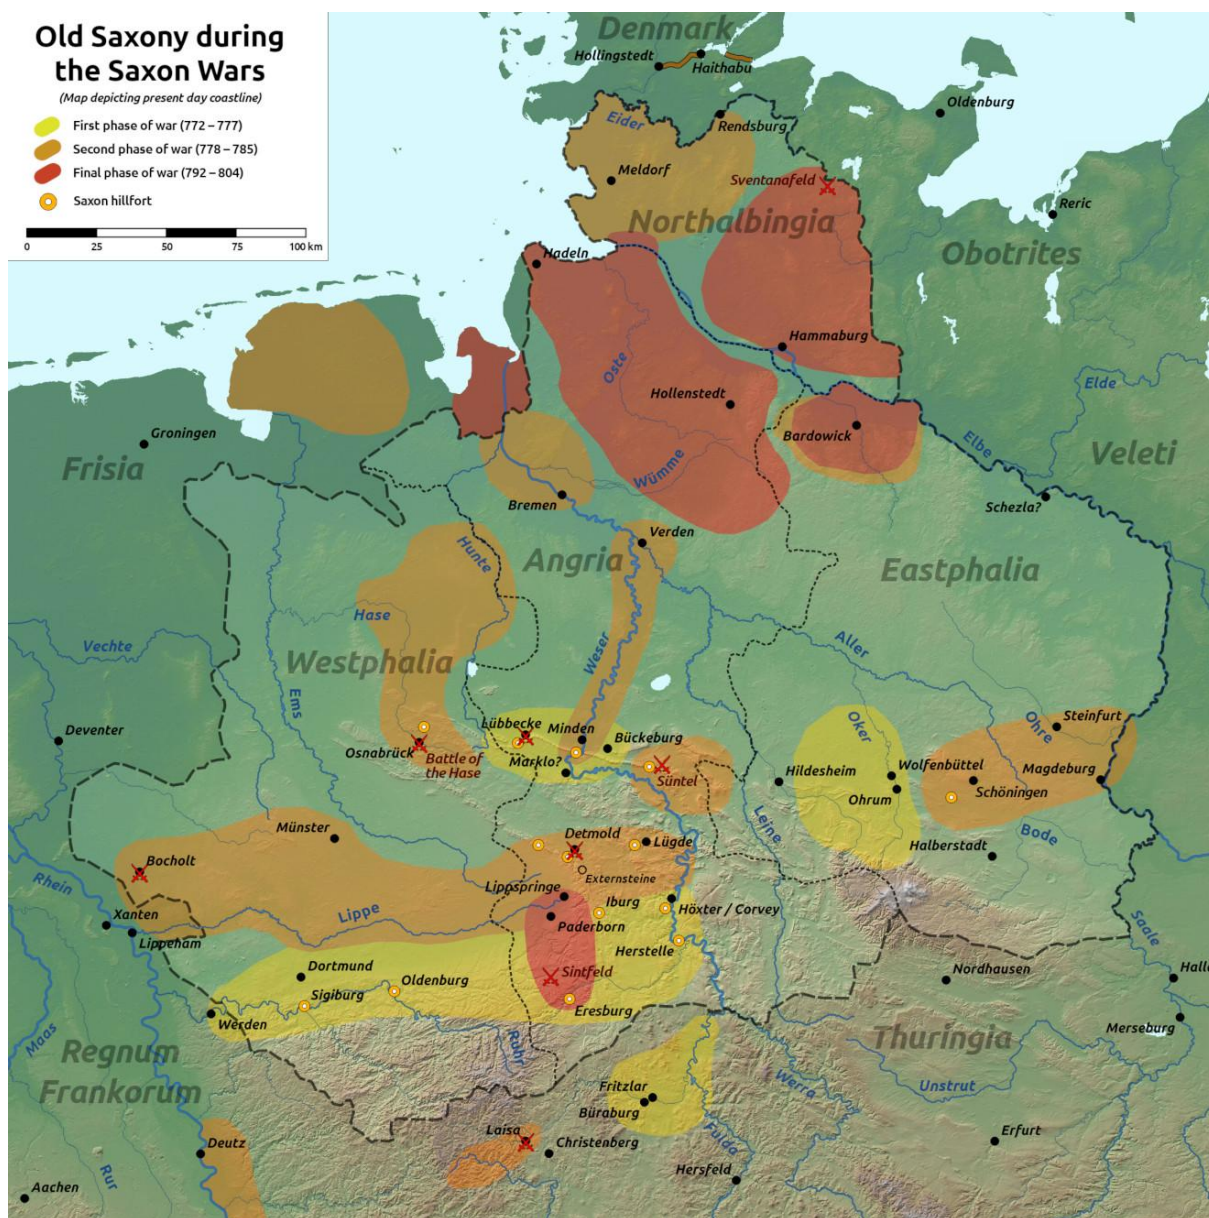 Old Saxony during
the Saxon Wars
(Map depicting present day coastline)
First phase of war (772 – 777)
Second phase of war (778 – 785)
Final phase of war (792 – 804)
Saxon hillfort
0 25 50 75 100 km
Denmark
Hollingstedt
Haithabu
Oldenburg
Eider
Rendsburg
Meldorf
Sventanafeld
Reric
Northalbingia
Obotrites
Hadeln
Hammaburg
Oste
Elde
Hollenstedt
Groningen
Bardowick
Elbe
Veleti
Frisia
Wümme
Bremen
Schezla?
Verden
Hunte
Angria
Eastphalia
Hase
Vechte
Westphalia
Weser
Aller
Ems
Deventer
Lübbecke
Minden
Oker
Ohre
Steinfurt
Osnabrück
Battle of
the Hase
Bückeburg
Marklo?
Süntel
Hildesheim
Wolfenbüttel
Magdeburg
Ohrum
Schöningen
Leine
Münster
Detmold
Lügde
Bode
Halberstadt
Bocholt
Externsteine
Rhein
Lippspringe
Iburg
Xanten
Lippe
Höxter / Corvey
Paderborn
Saale
Lippeham
Herstelle
Dortmund
Sintfeld
Nordhausen
Halle
Oldenburg
Sigiburg
Eresburg
Werden
Merseburg
Maas
Regnum
Frankorum
Ruhr
Thuringia
Fritzlar
Werra
Unstrut
Büraburg
Deutz
Laisa
Christenberg
Fulda
Erfurt
Rur
Hersfeld
Aachen